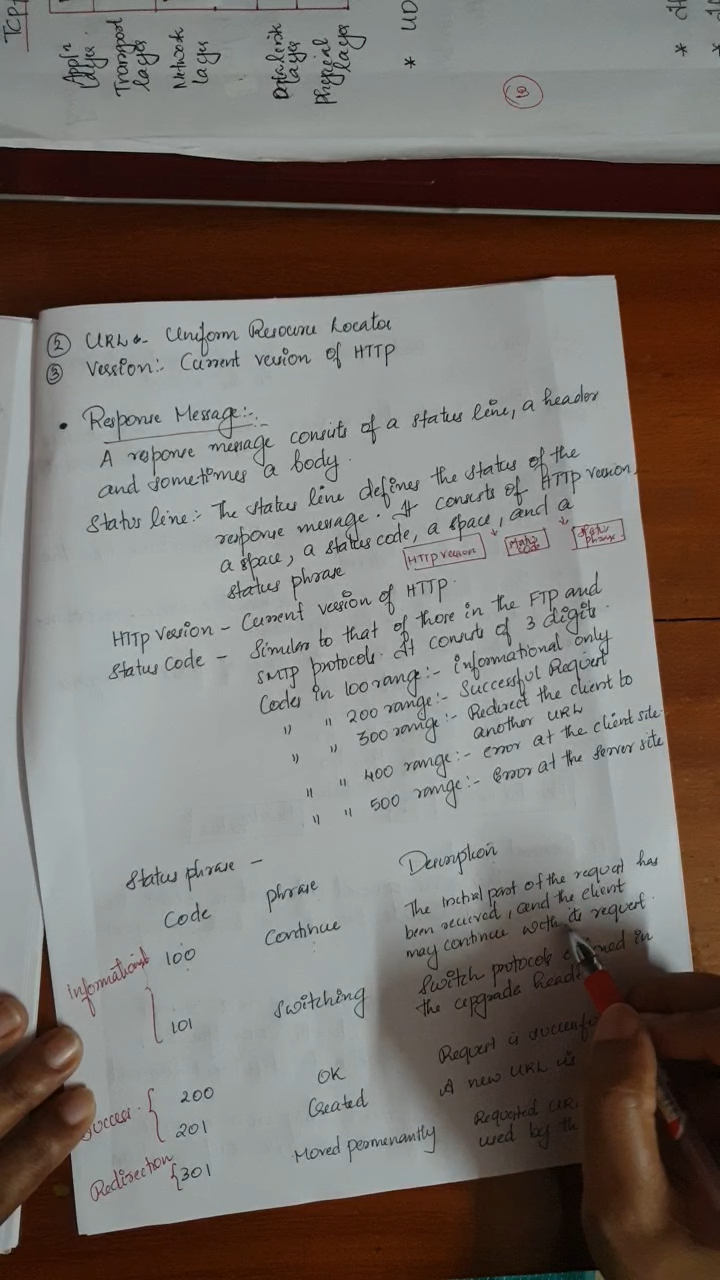 TCP
Appln layer
Transport layer
Network layer
Datalink layer
physical layer
* UD
3
② URL :- Uniform Resource Locator
③ Version:- Current version of HTTP
• Response Message:-
A reponse message consists of a status line, a header
and sometimes a body.
Status line:- The status line defines the status of the
response message. It consists of HTTP version,
a space, a status code, a space, and a
status phrase
HTTP version
status code
status phrase
HTTP version - Current version of HTTP.
Status Code - Similar to that of those in the FTP and
SMTP protocols. It consists of 3 digits.
Codes in 100 range:- informational only
" " 200 range:- Successful Request
" " 300 range:- Redirect the client to
another URL
" " 400 range:- error at the client site.
" " 500 range:- Error at the server site
Status phrase -
Code phrase Description
Informational
100 Continue The initial part of the request has
been received, and the client
may continue with its request.
101 Switching Switch protocols in
the upgrade
Success
200 OK Request is
201 Created A new URL is
Redirection
301 Moved permenantly Requested
used by th